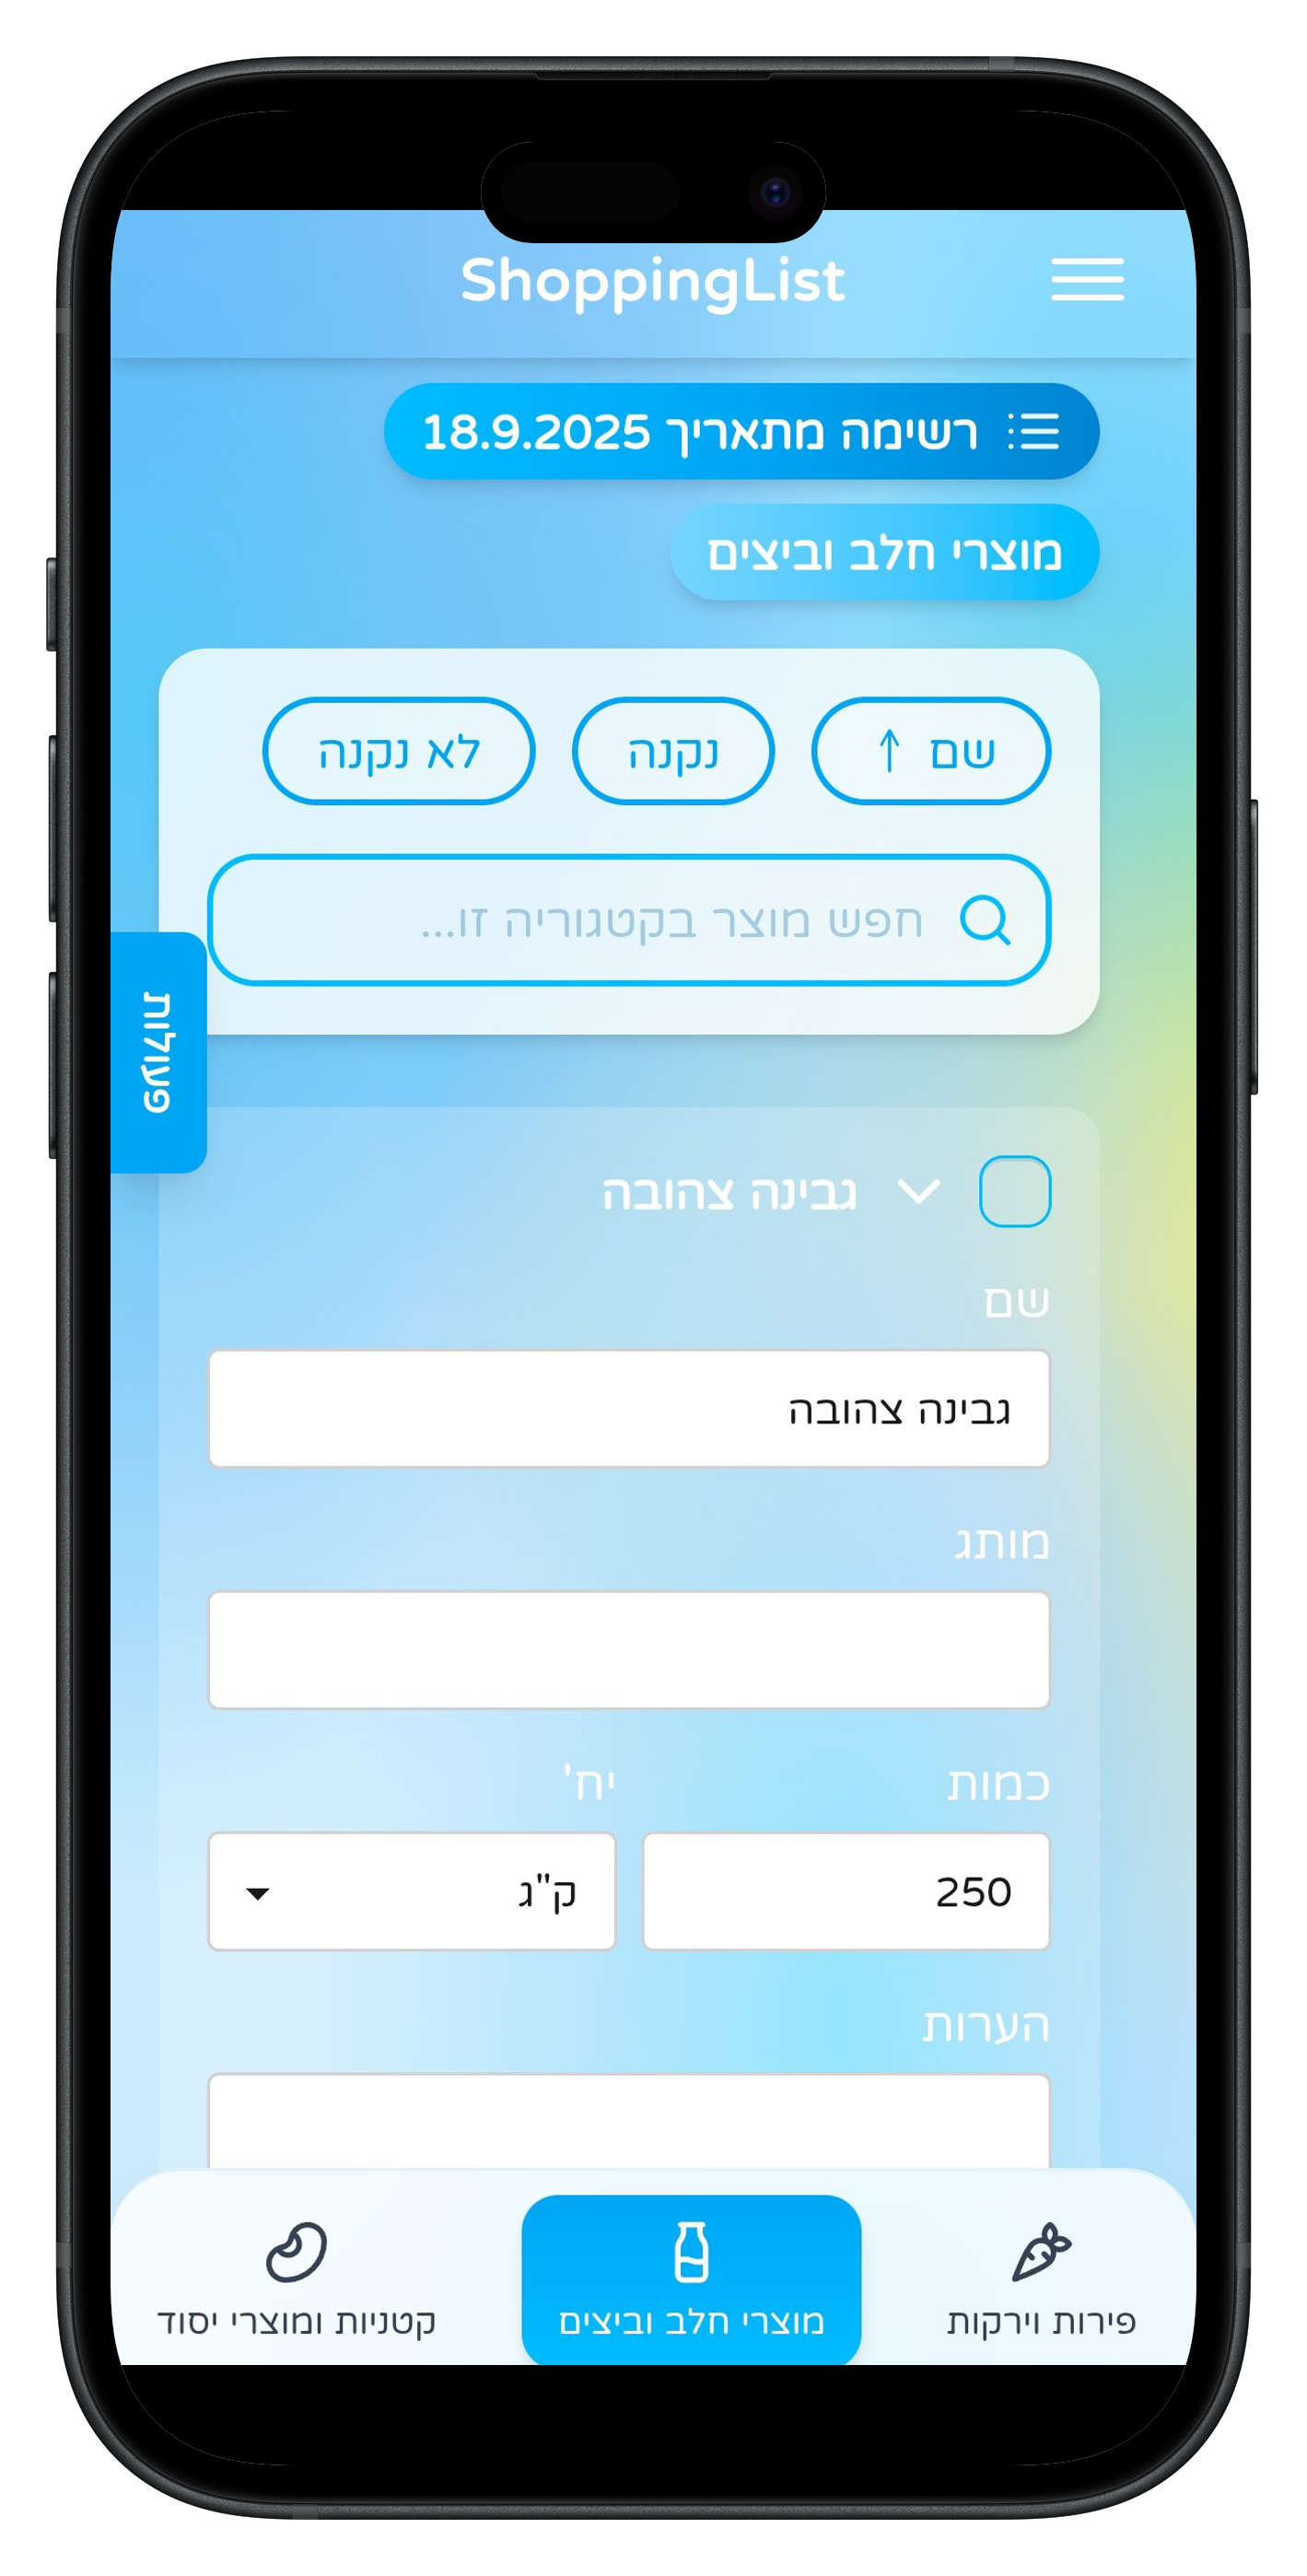 ShoppingList
רשימה מתאריך 18.9.2025
מוצרי חלב וביצים
שם ↑ נקנה לא נקנה
חפש מוצר בקטגוריה זו...
פעולות
גבינה צהובה
שם
גבינה צהובה
מותג
כמות יח'
250 ק"ג
הערות
פירות וירקות מוצרי חלב וביצים קטניות ומוצרי יסוד